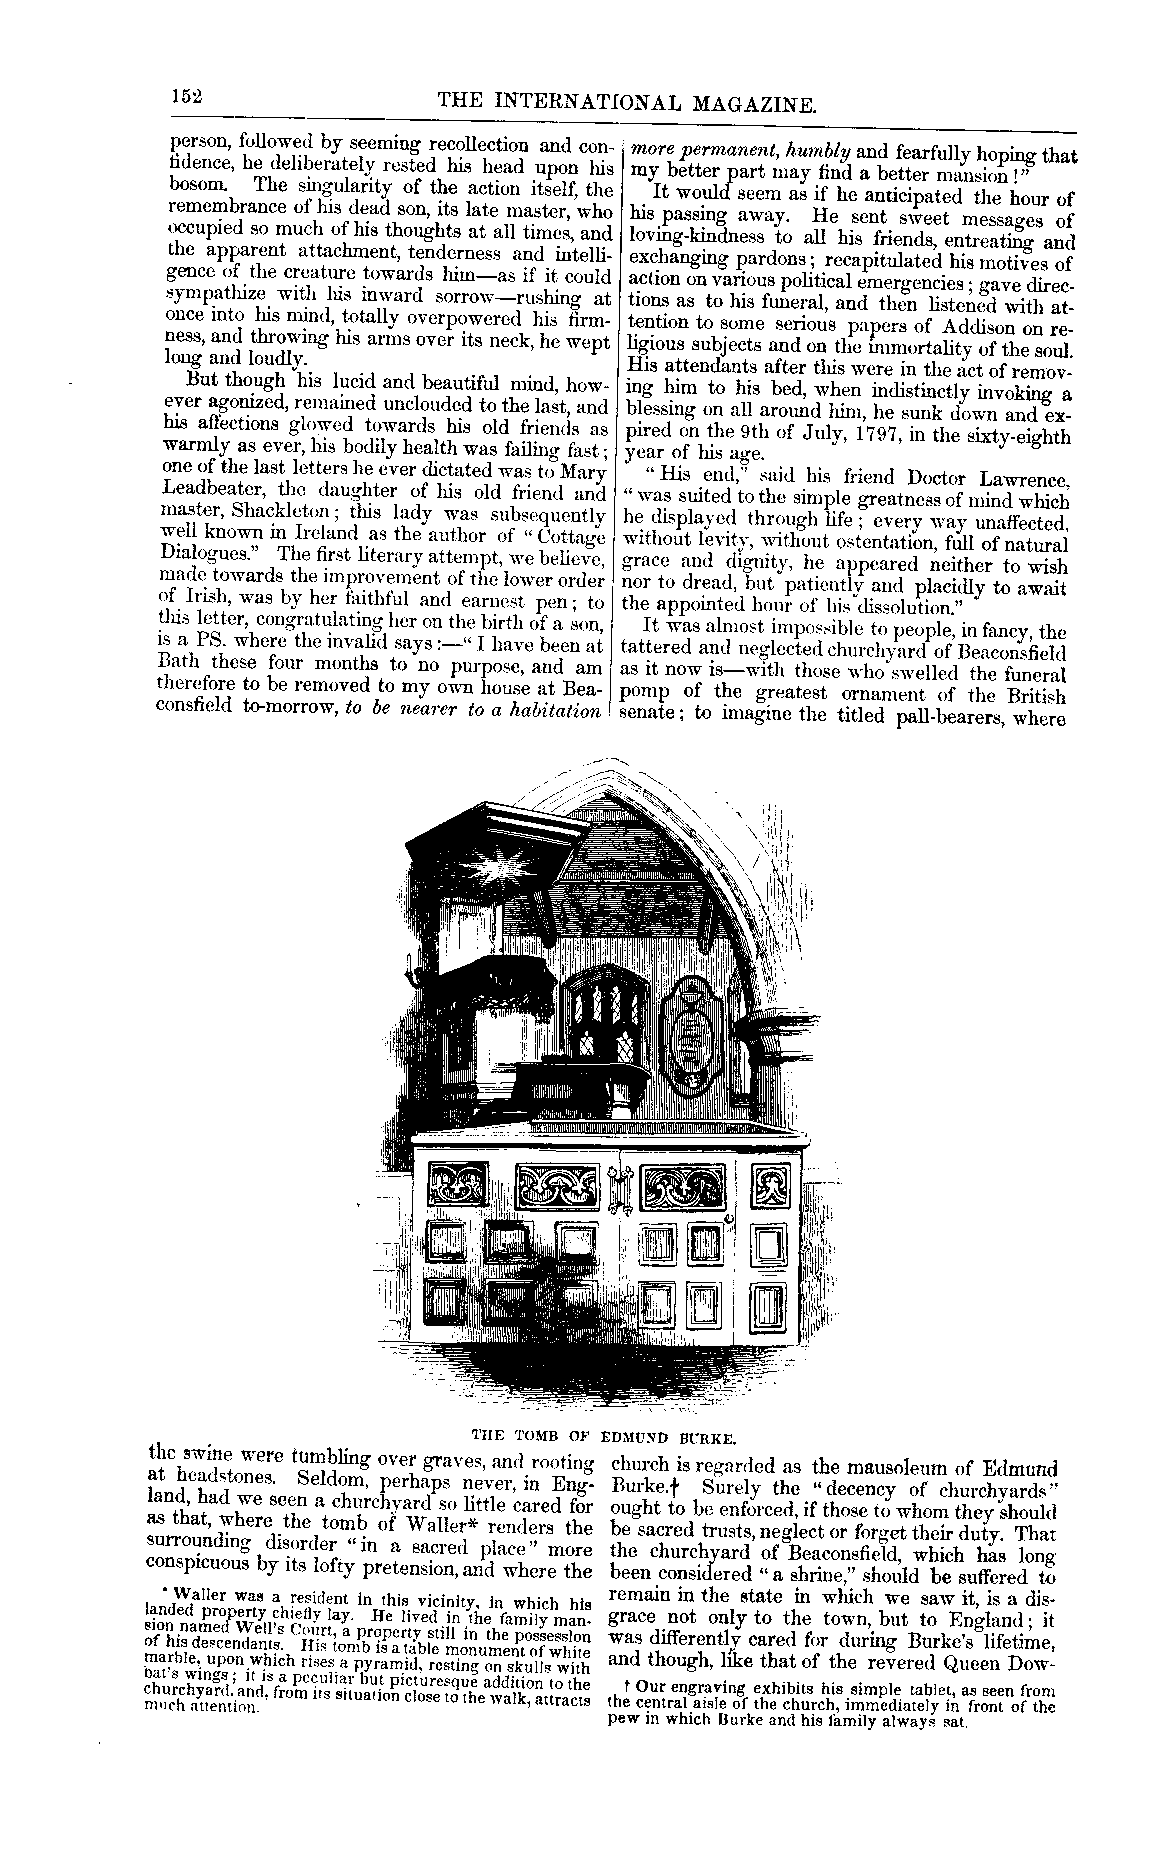 152
THE INTERNATIONAL MAGAZINE.
person, followed by seeming recollection and con-
fidence, he deliberately rested his head upon his
bosom. The singularity of the action itself, the
remembrance of his dead son, its late master, who
occupied so much of his thoughts at all times, and
the apparent attachment, tenderness and intelli-
gence of the creature towards him—as if it could
sympathize with his inward sorrow—rushing at
once into his mind, totally overpowered his firm-
ness, and throwing his arms over its neck, he wept
long and loudly.
But though his lucid and beautiful mind, how-
ever agonized, remained unclouded to the last, and
his affections glowed towards his old friends as
warmly as ever, his bodily health was failing fast;
one of the last letters he ever dictated was to Mary
Leadbeater, the daughter of his old friend and
master, Shackleton; this lady was subsequently
well known in Ireland as the author of "Cottage
Dialogues." The first literary attempt, we believe,
made towards the improvement of the lower order
of Irish, was by her faithful and earnest pen; to
this letter, congratulating her on the birth of a son,
is a PS. where the invalid says:—"I have been at
Bath these four months to no purpose, and am
therefore to be removed to my own house at Bea-
consfield to-morrow, to be nearer to a habitation
more permanent, humbly and fearfully hoping that
my better part may find a better mansion!"
It would seem as if he anticipated the hour of
his passing away. He sent sweet messages of
loving-kindness to all his friends, entreating and
exchanging pardons; recapitulated his motives of
action on various political emergencies; gave direc-
tions as to his funeral, and then listened with at-
tention to some serious papers of Addison on re-
ligious subjects and on the immortality of the soul.
His attendants after this were in the act of remov-
ing him to his bed, when indistinctly invoking a
blessing on all around him, he sunk down and ex-
pired on the 9th of July, 1797, in the sixty-eighth
year of his age.
"His end," said his friend Doctor Lawrence,
"was suited to the simple greatness of mind which
he displayed through life; every way unaffected,
without levity, without ostentation, full of natural
grace and dignity, he appeared neither to wish
nor to dread, but patiently and placidly to await
the appointed hour of his dissolution."
It was almost impossible to people, in fancy, the
tattered and neglected churchyard of Beaconsfield
as it now is—with those who swelled the funeral
pomp of the greatest ornament of the British
senate; to imagine the titled pall-bearers, where
THE TOMB OF EDMUND BURKE.
the swine were tumbling over graves, and rooting
at headstones. Seldom, perhaps never, in Eng-
land, had we seen a churchyard so little cared for
as that, where the tomb of Waller* renders the
surrounding disorder "in a sacred place" more
conspicuous by its lofty pretension, and where the
* Waller was a resident in this vicinity, in which his
landed property chiefly lay. He lived in the family man-
sion named Well's Court, a property still in the possession
of his descendants. His tomb is a table monument of white
marble, upon which rises a pyramid, resting on skulls with
bat's wings; it is a peculiar but picturesque addition to the
churchyard, and, from its situation close to the walk, attracts
much attention.
church is regarded as the mausoleum of Edmund
Burke.† Surely the "decency of churchyards"
ought to be enforced, if those to whom they should
be sacred trusts, neglect or forget their duty. That
the churchyard of Beaconsfield, which has long
been considered "a shrine," should be suffered to
remain in the state in which we saw it, is a dis-
grace not only to the town, but to England; it
was differently cared for during Burke's lifetime,
and though, like that of the revered Queen Dow-
† Our engraving exhibits his simple tablet, as seen from
the central aisle of the church, immediately in front of the
pew in which Burke and his family always sat.